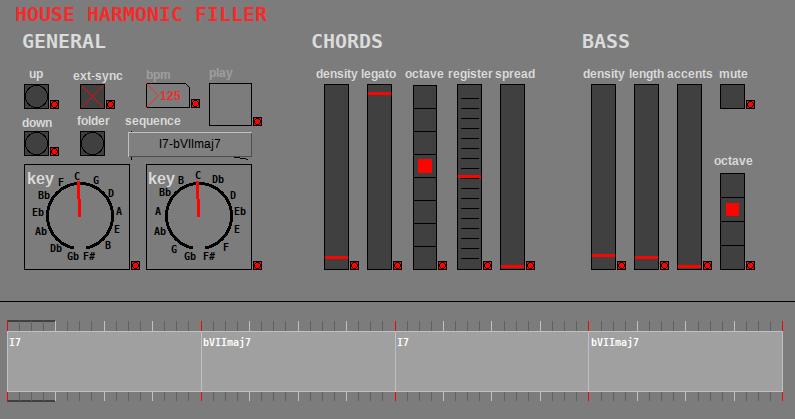 HOUSE HARMONIC FILLER
GENERAL
up
ext-sync
bpm
125
play
down
folder
sequence
I7-bVIImaj7
key
Gb Db Ab Eb Bb F C G D A E B F#
key
Gb G Ab A Bb B C Db D Eb E F F#
CHORDS
density legato octave register spread
BASS
density length accents mute
octave
I7 bVIImaj7 I7 bVIImaj7